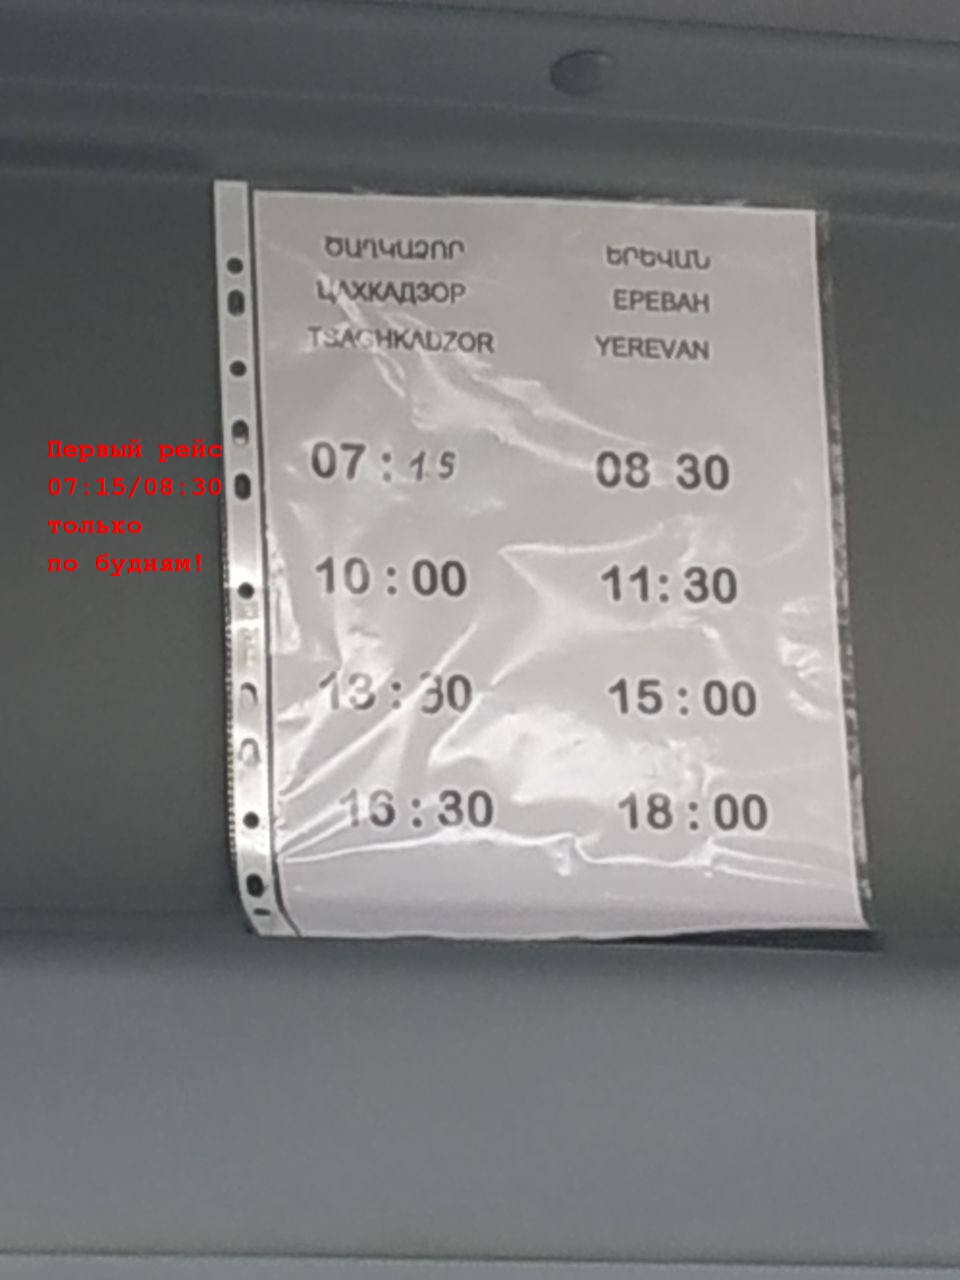 ԾԱՂԿԱՁՈՐ
ЦАХКАДЗОР
TSAGHKADZOR
ԵՐԵՎԱՆ
ЕРЕВАН
YEREVAN
Первый рейс
07:15/08:30
только
по будням!
07:15 08 30
10:00 11:30
13:30 15:00
16:30 18:00